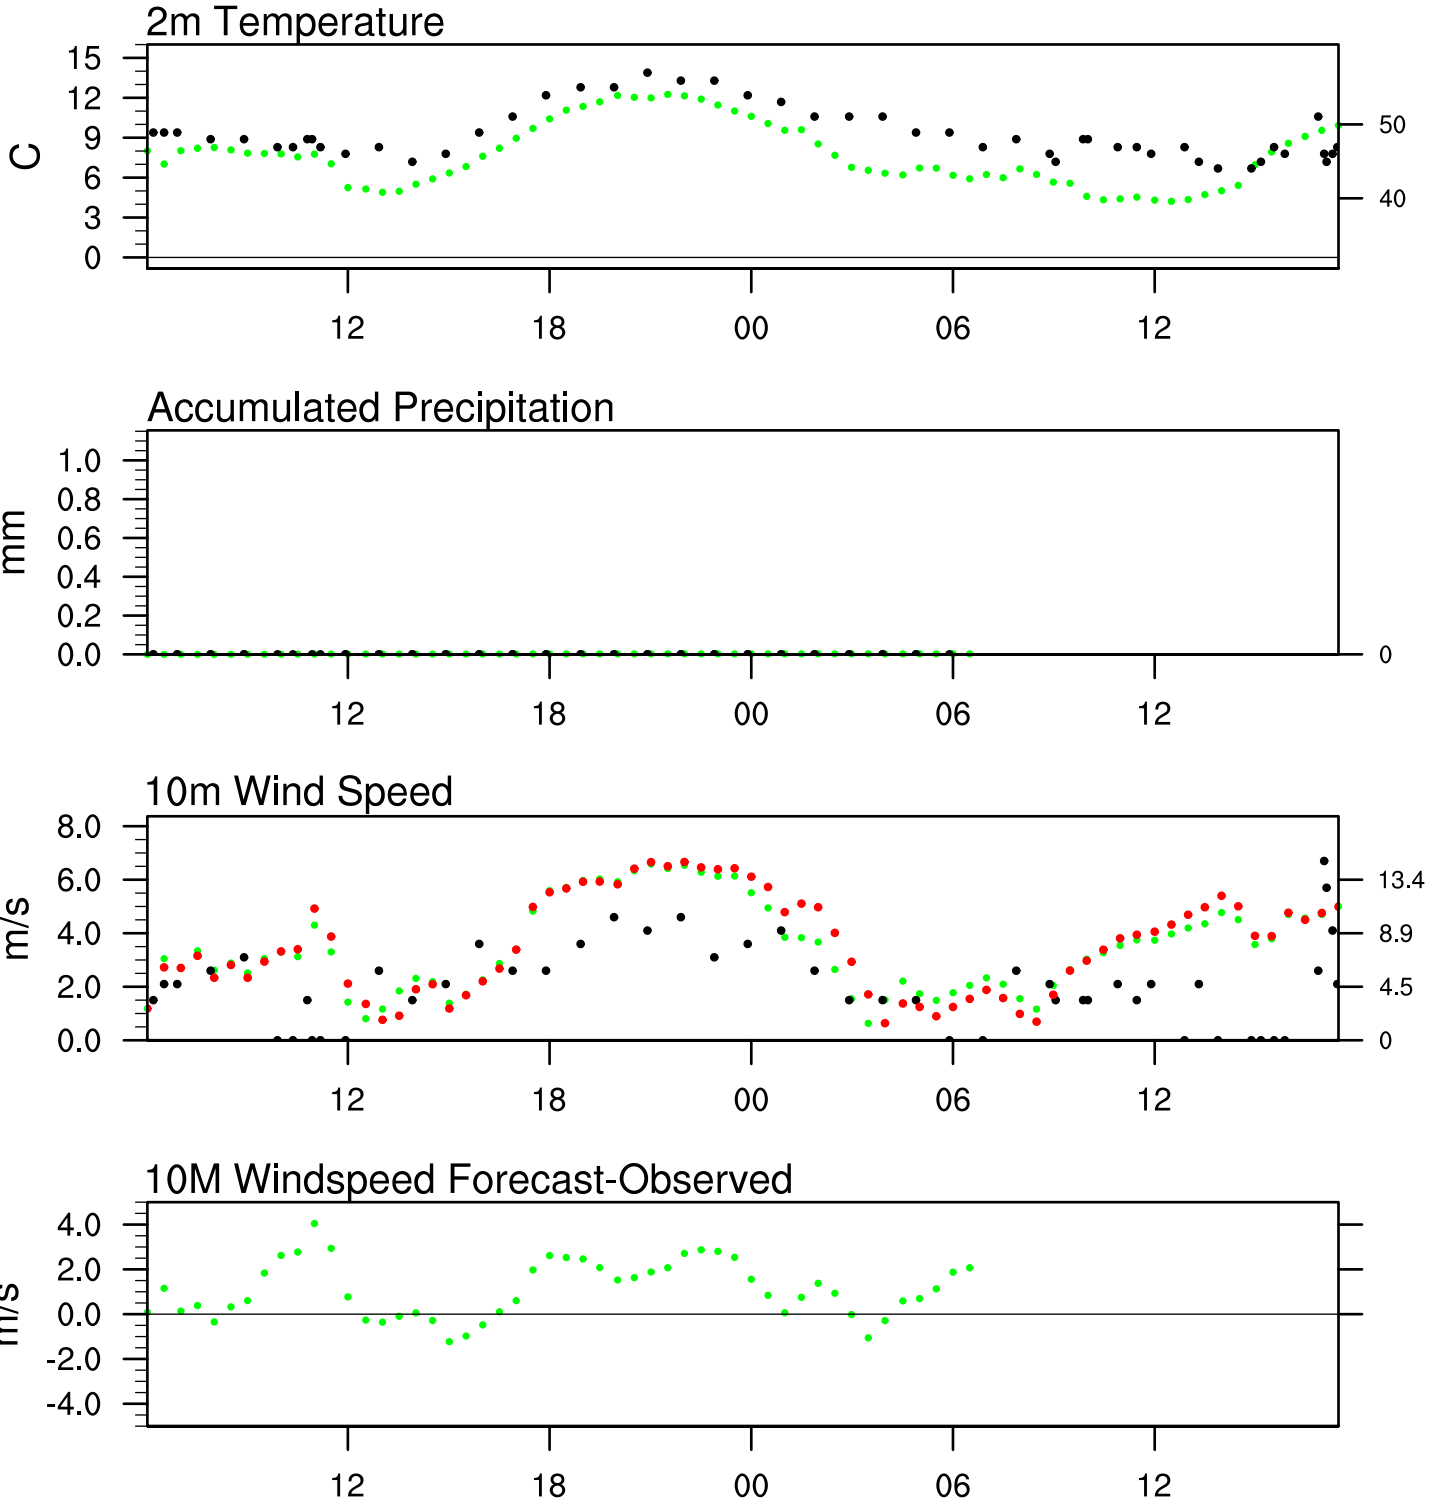 2m Temperature
15
12
9
6
3
0
C
50
40
12 18 00 06 12
Accumulated Precipitation
1.0
0.8
0.6
0.4
0.2
0.0
mm
0
12 18 00 06 12
10m Wind Speed
8.0
6.0
4.0
2.0
0.0
m/s
13.4
8.9
4.5
0
12 18 00 06 12
10M Windspeed Forecast-Observed
4.0
2.0
0.0
-2.0
-4.0
m/s
12 18 00 06 12